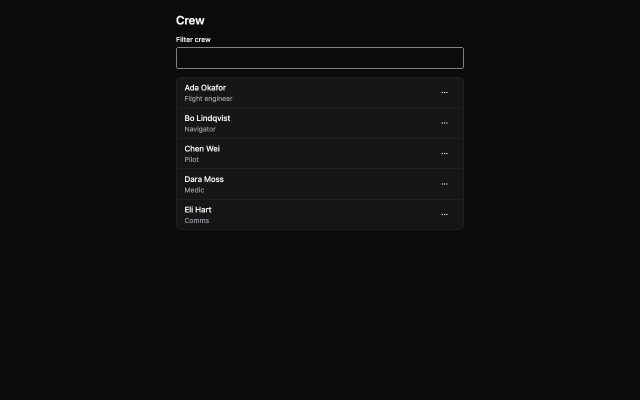 Crew
Filter crew
Ada Okafor
...
Flight engineer
Bo Lindqvist
...
Navigator
Chen Wei
...
Pilot
Dara Moss
...
Medic
Eli Hart
...
Comms